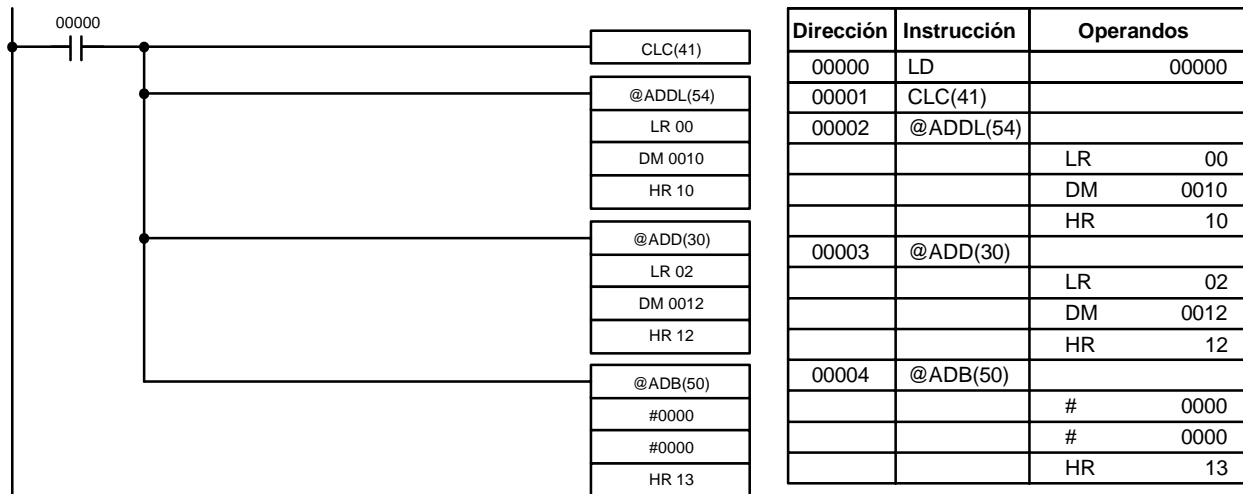 00000
CLC(41)
@ADDL(54)
LR 00
DM 0010
HR 10
@ADD(30)
LR 02
DM 0012
HR 12
@ADB(50)
#0000
#0000
HR 13
Dirección Instrucción Operandos
00000 LD 00000
00001 CLC(41)
00002 @ADDL(54)
LR 00
DM 0010
HR 10
00003 @ADD(30)
LR 02
DM 0012
HR 12
00004 @ADB(50)
# 0000
# 0000
HR 13